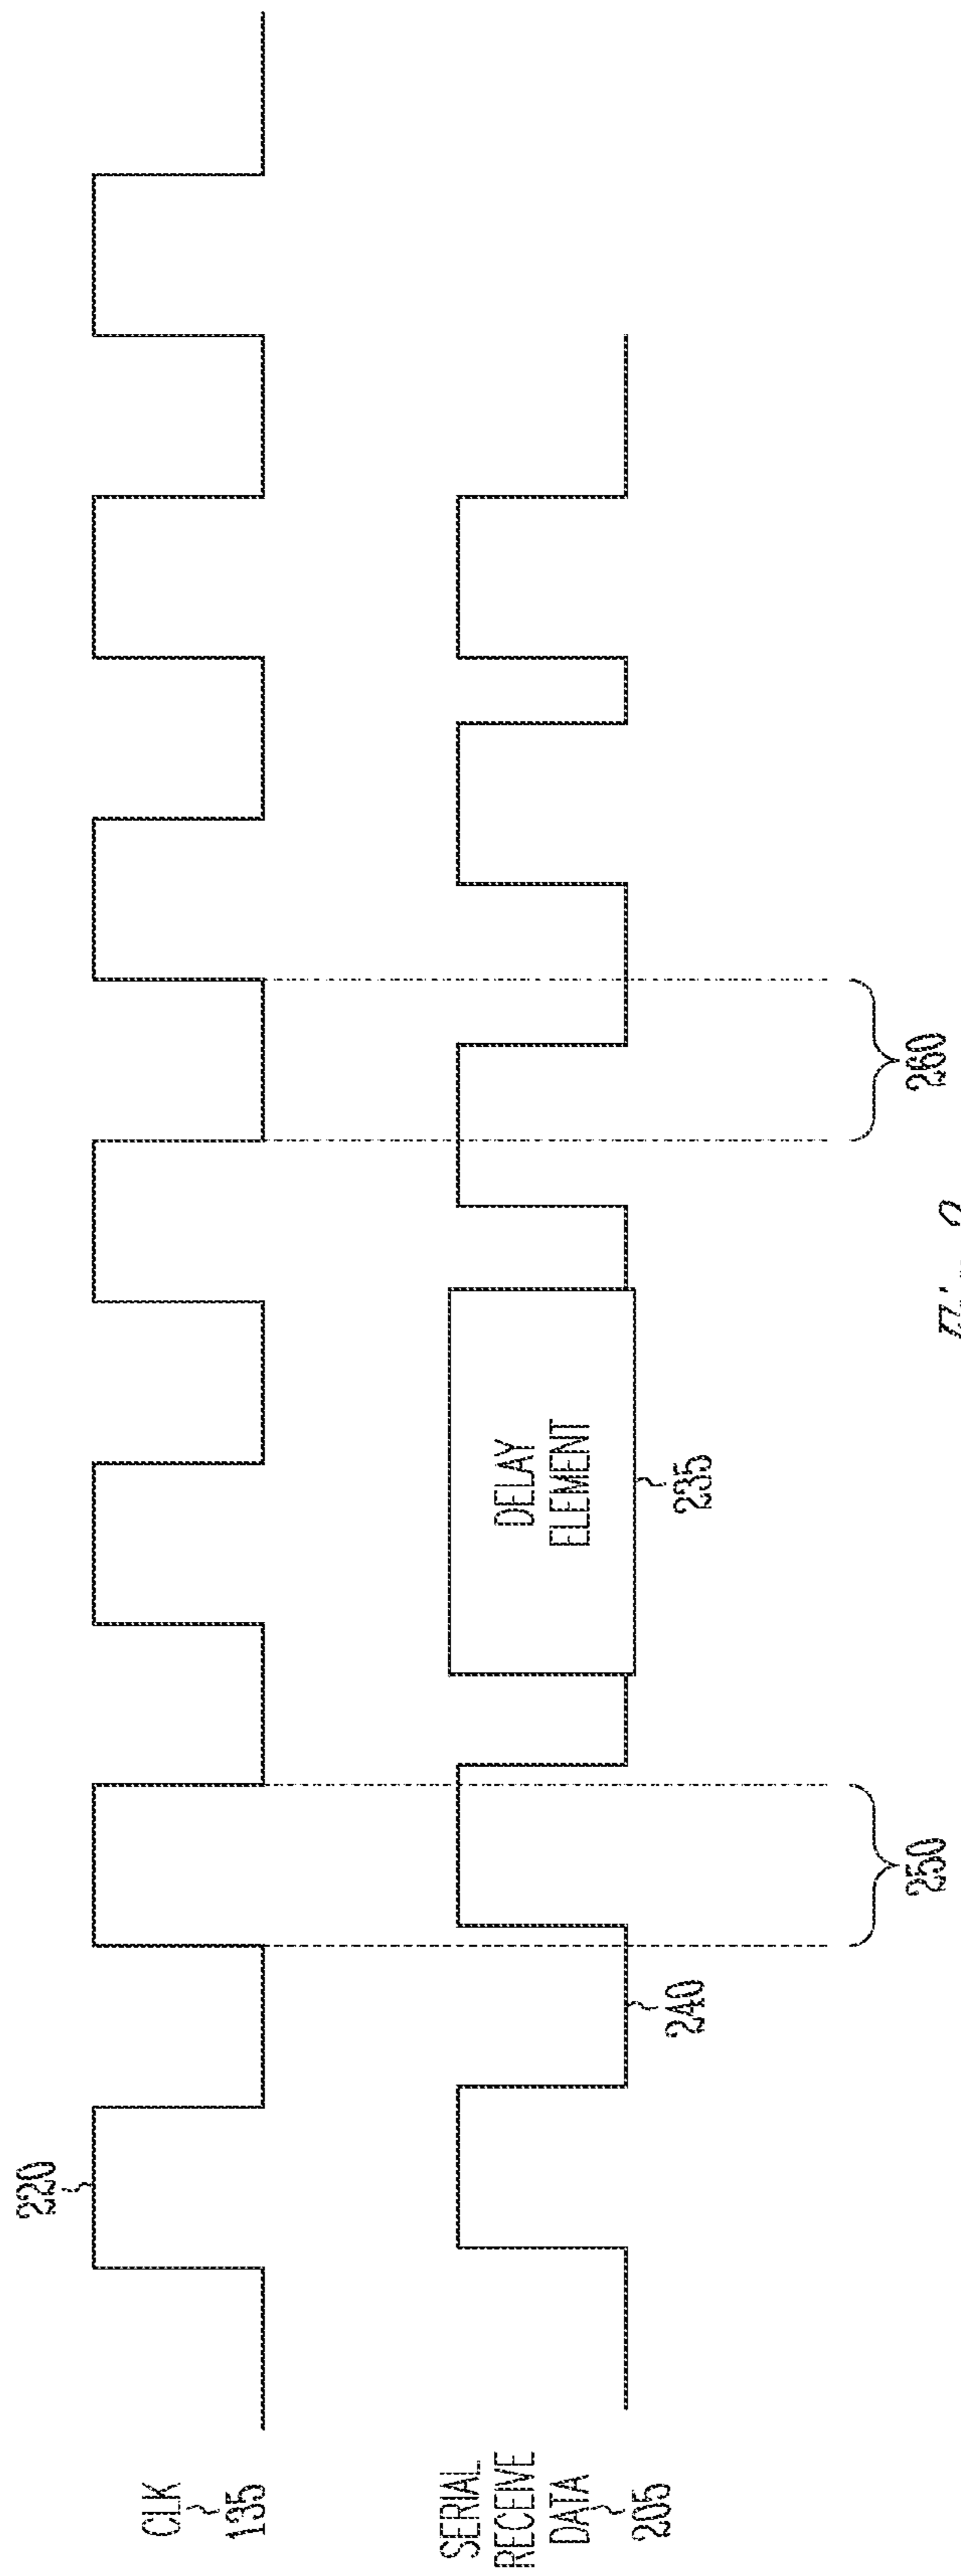 220
CLK
135
SERIAL
RECEIVE
DATA
205
240
DELAY
ELEMENT
235
250
260